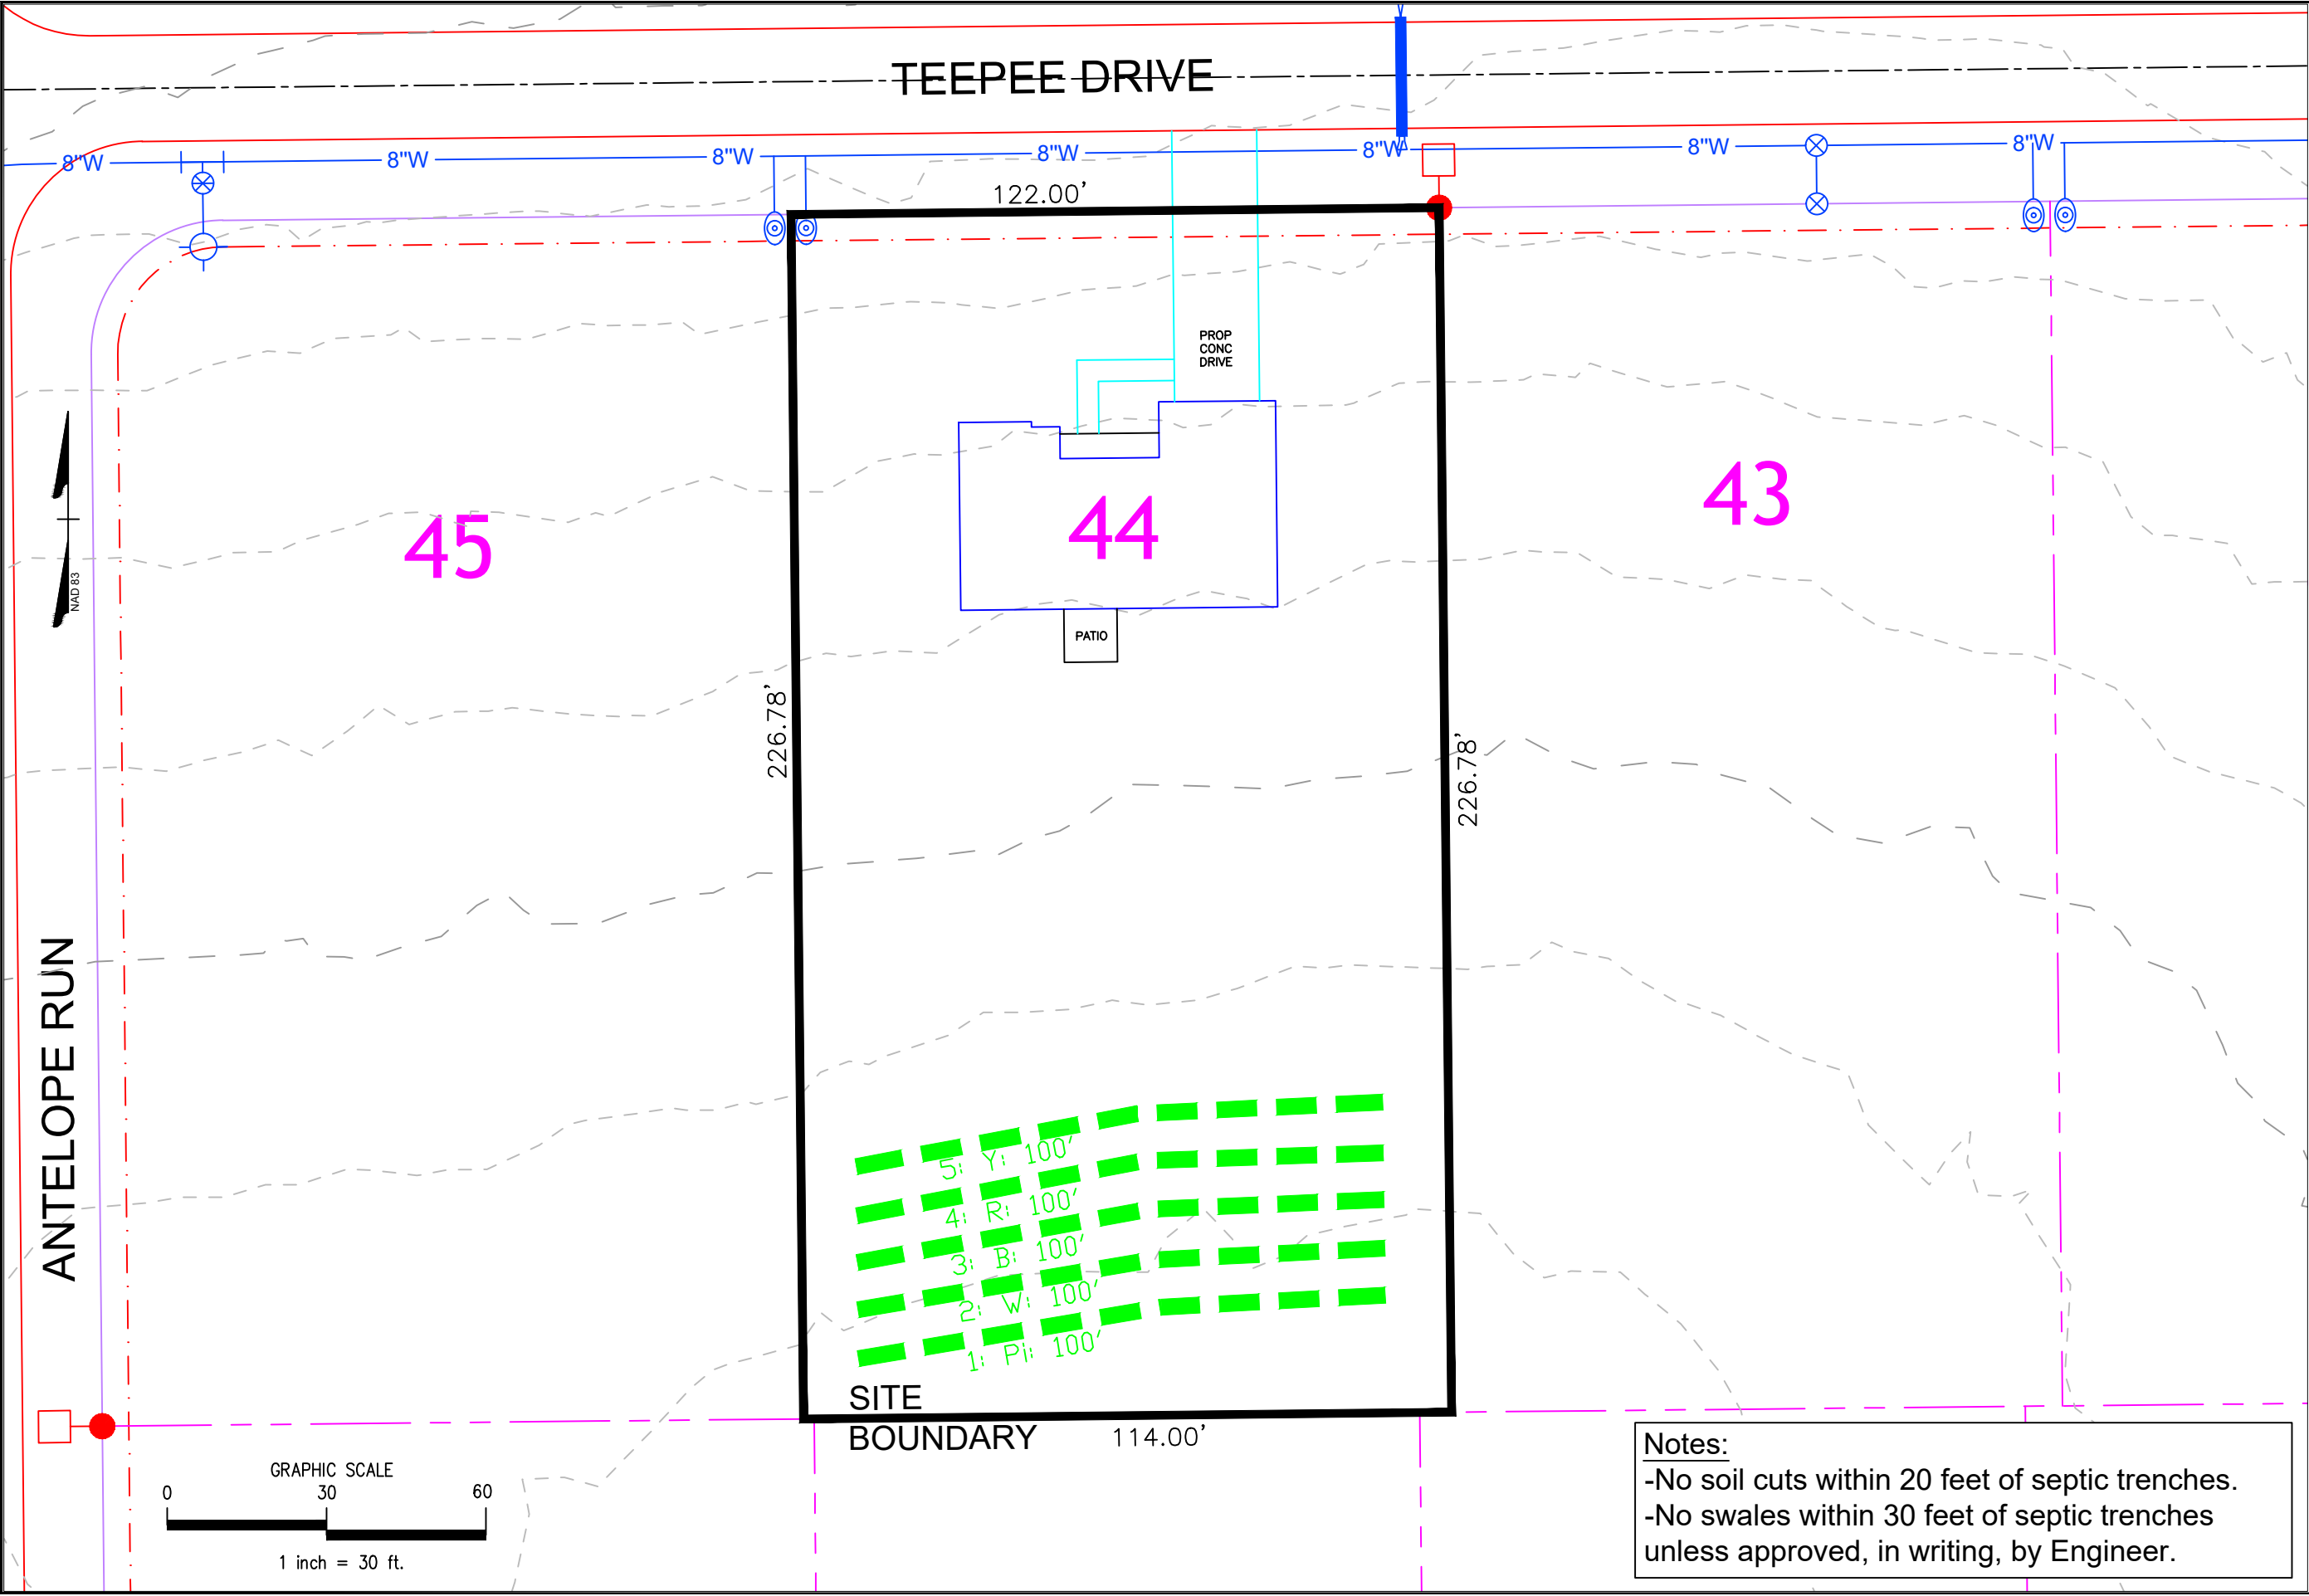 TEEPEE DRIVE
8"W
8"W
8"W
8"W
8"W
8"W
8"W
122.00'
PROP
CONC
DRIVE
45
44
43
NAD 83
PATIO
226.78'
226.78'
ANTELOPE RUN
5: Y: 100'
4: R: 100'
3: B: 100'
2: W: 100'
1: Pi: 100'
SITE
BOUNDARY
114.00'
GRAPHIC SCALE
0 30 60
1 inch = 30 ft.
Notes:
-No soil cuts within 20 feet of septic trenches.
-No swales within 30 feet of septic trenches
unless approved, in writing, by Engineer.